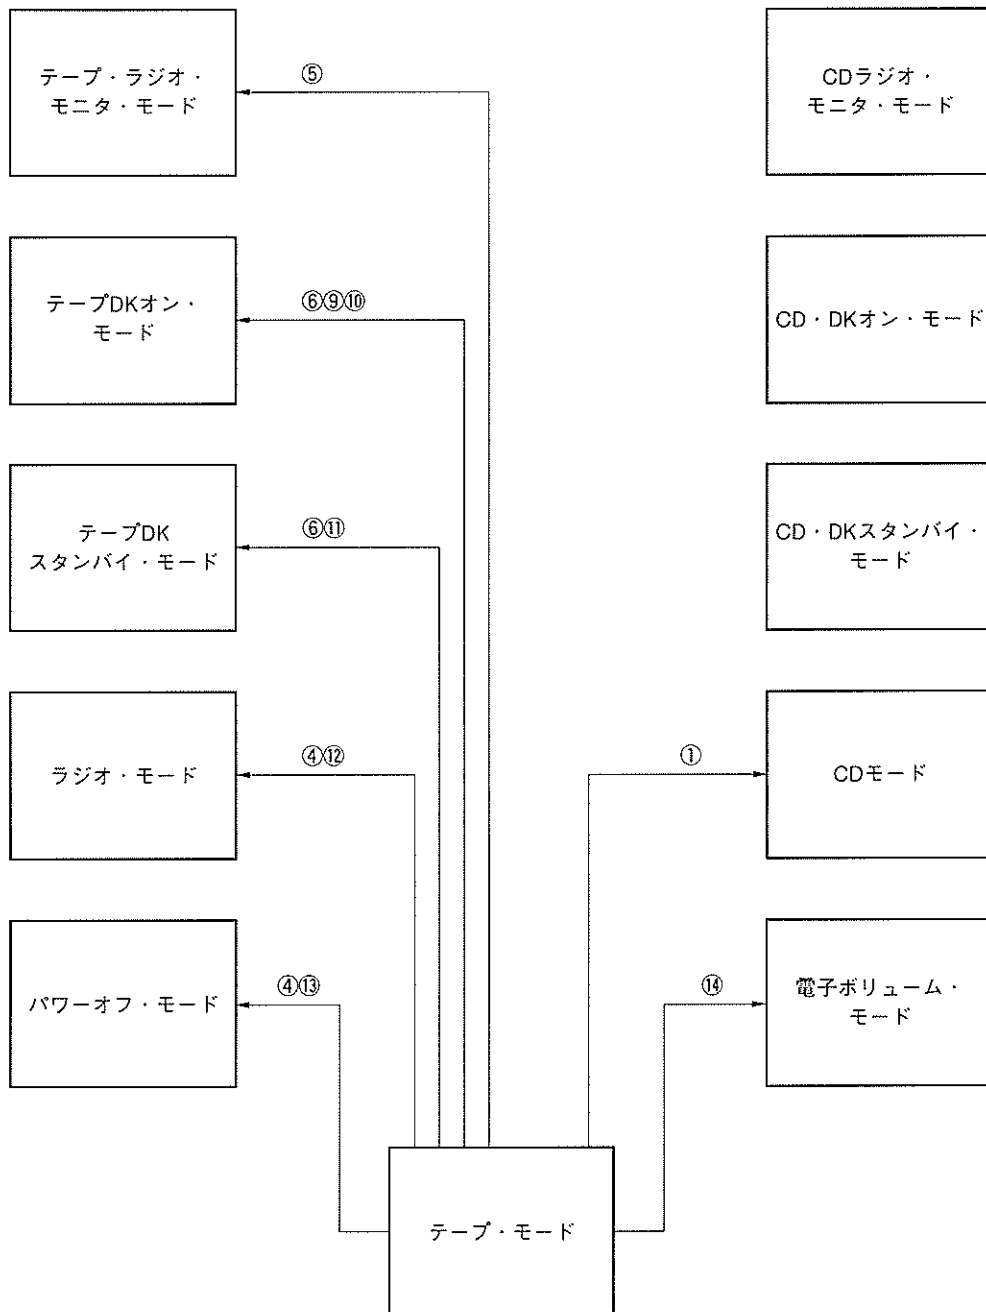 テープ・ラジオ・
モニタ・モード
⑤
CDラジオ・
モニタ・モード
テープDKオン・
モード
⑥⑨⑩
CD・DKオン・モード
テープDK
スタンバイ・モード
⑥⑪
CD・DKスタンバイ・
モード
ラジオ・モード
④⑫
①
CDモード
パワーオフ・モード
④⑬
⑭
電子ボリューム・
モード
テープ・モード